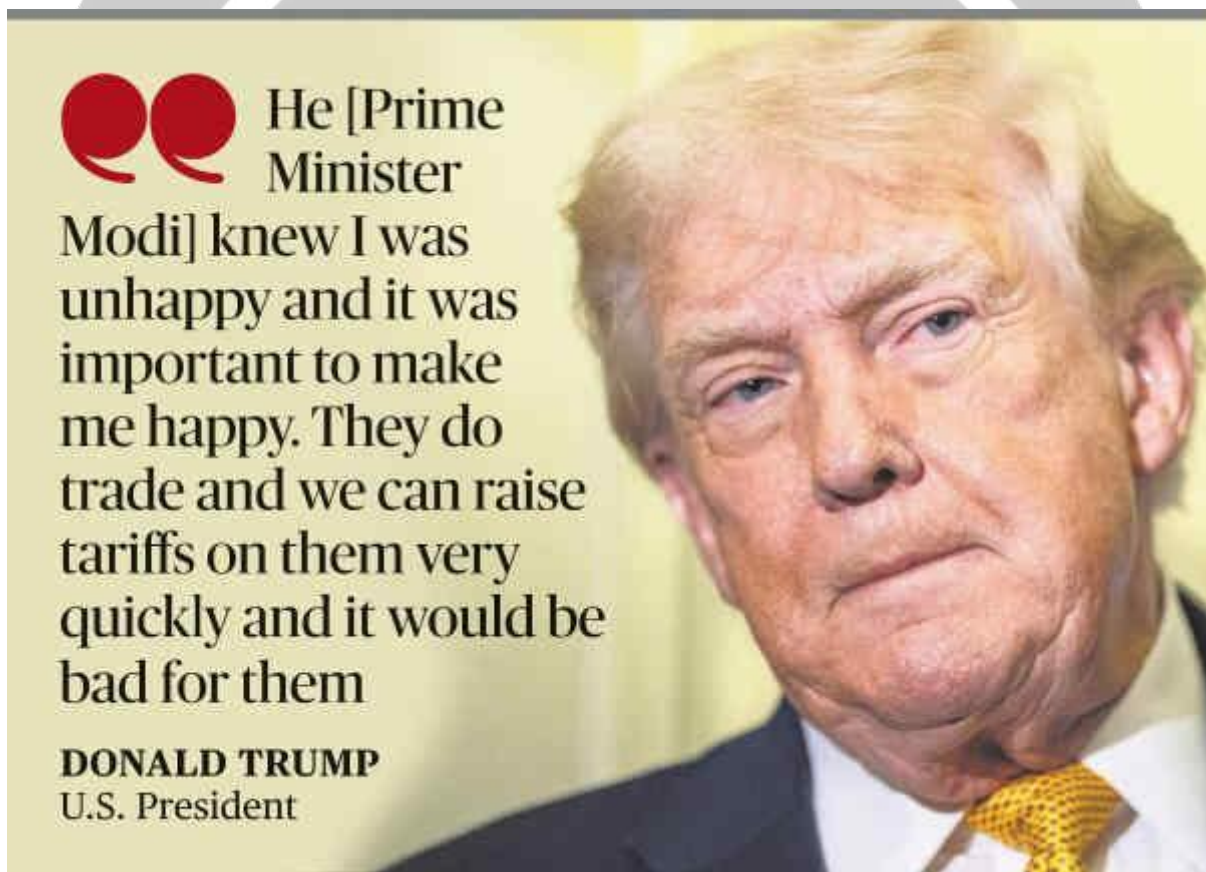 He [Prime
Minister
Modi] knew I was
unhappy and it was
important to make
me happy. They do
trade and we can raise
tariffs on them very
quickly and it would be
bad for them
DONALD TRUMP
U.S. President